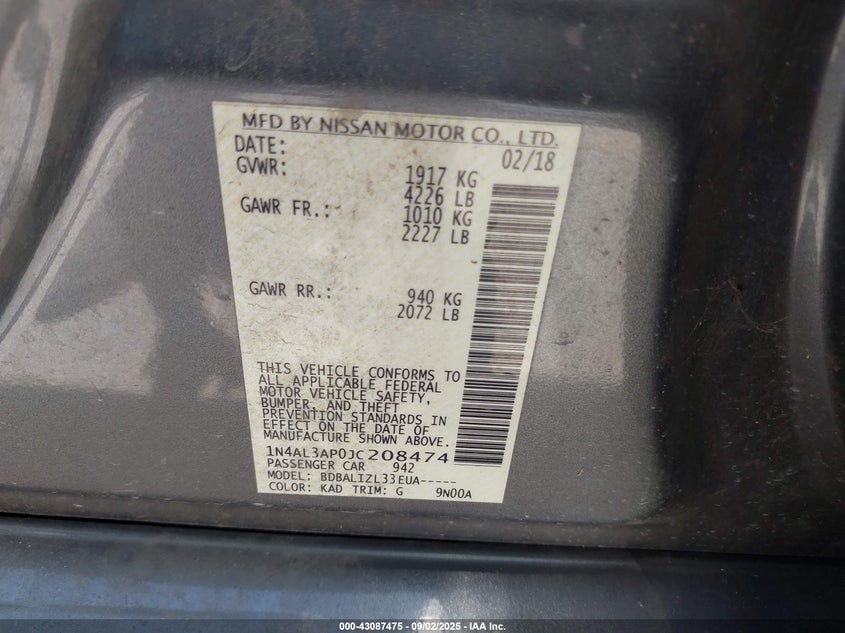 MFD BY NISSAN MOTOR CO., LTD.
DATE: 02/18
GVWR: 1917 KG
4226 LB
GAWR FR.: 1010 KG
2227 LB
GAWR RR.: 940 KG
2072 LB
THIS VEHICLE CONFORMS TO
ALL APPLICABLE FEDERAL
MOTOR VEHICLE SAFETY,
BUMPER, AND THEFT
PREVENTION STANDARDS IN
EFFECT ON THE DATE OF
MANUFACTURE SHOWN ABOVE.
1N4AL3AP0JC208474
PASSENGER CAR 942
MODEL: BDBALIZL33EUA-----
COLOR: KAD TRIM: G 9N00A
000-43087475 - 09/02/2025 - IAA Inc.